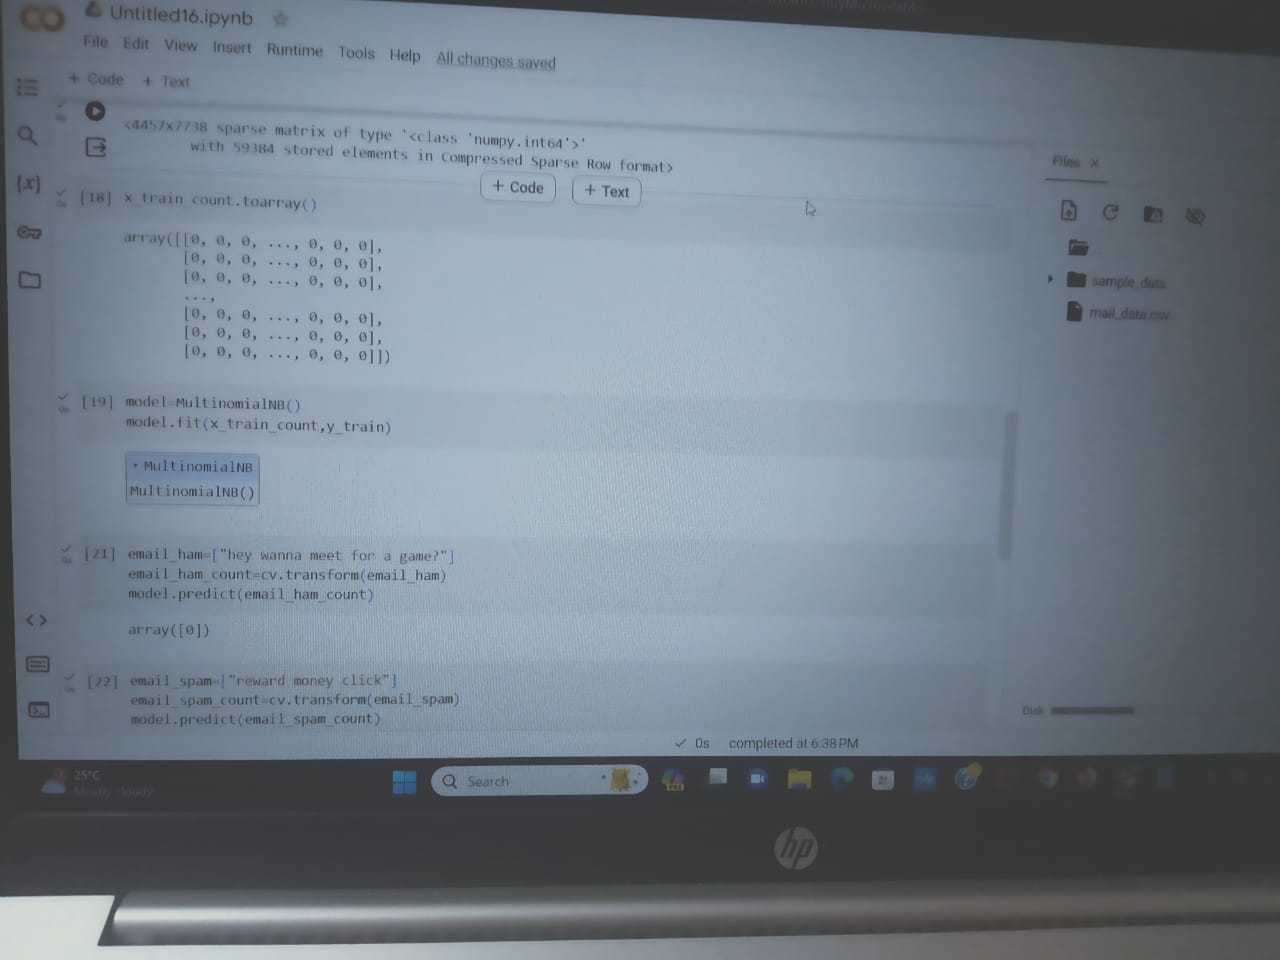 Untitled16.ipynb
File Edit View Insert Runtime Tools Help All changes saved
+ Code + Text
<4457x7738 sparse matrix of type '<class 'numpy.int64'>'
with 59384 stored elements in Compressed Sparse Row format>
+ Code + Text
[18] x_train_count.toarray()
array([[0, 0, 0, ..., 0, 0, 0],
[0, 0, 0, ..., 0, 0, 0],
[0, 0, 0, ..., 0, 0, 0],
...,
[0, 0, 0, ..., 0, 0, 0],
[0, 0, 0, ..., 0, 0, 0],
[0, 0, 0, ..., 0, 0, 0]])
[19] model=MultinomialNB()
model.fit(x_train_count,y_train)
MultinomialNB
MultinomialNB()
[21] email_ham=["hey wanna meet for a game?"]
email_ham_count=cv.transform(email_ham)
model.predict(email_ham_count)
array([0])
[22] email_spam=["reward money click"]
email_spam_count=cv.transform(email_spam)
model.predict(email_spam_count)
Files
sample_data
mail_data.csv
Disk
0s completed at 6:38 PM
25°C
Mostly cloudy
Search
hp